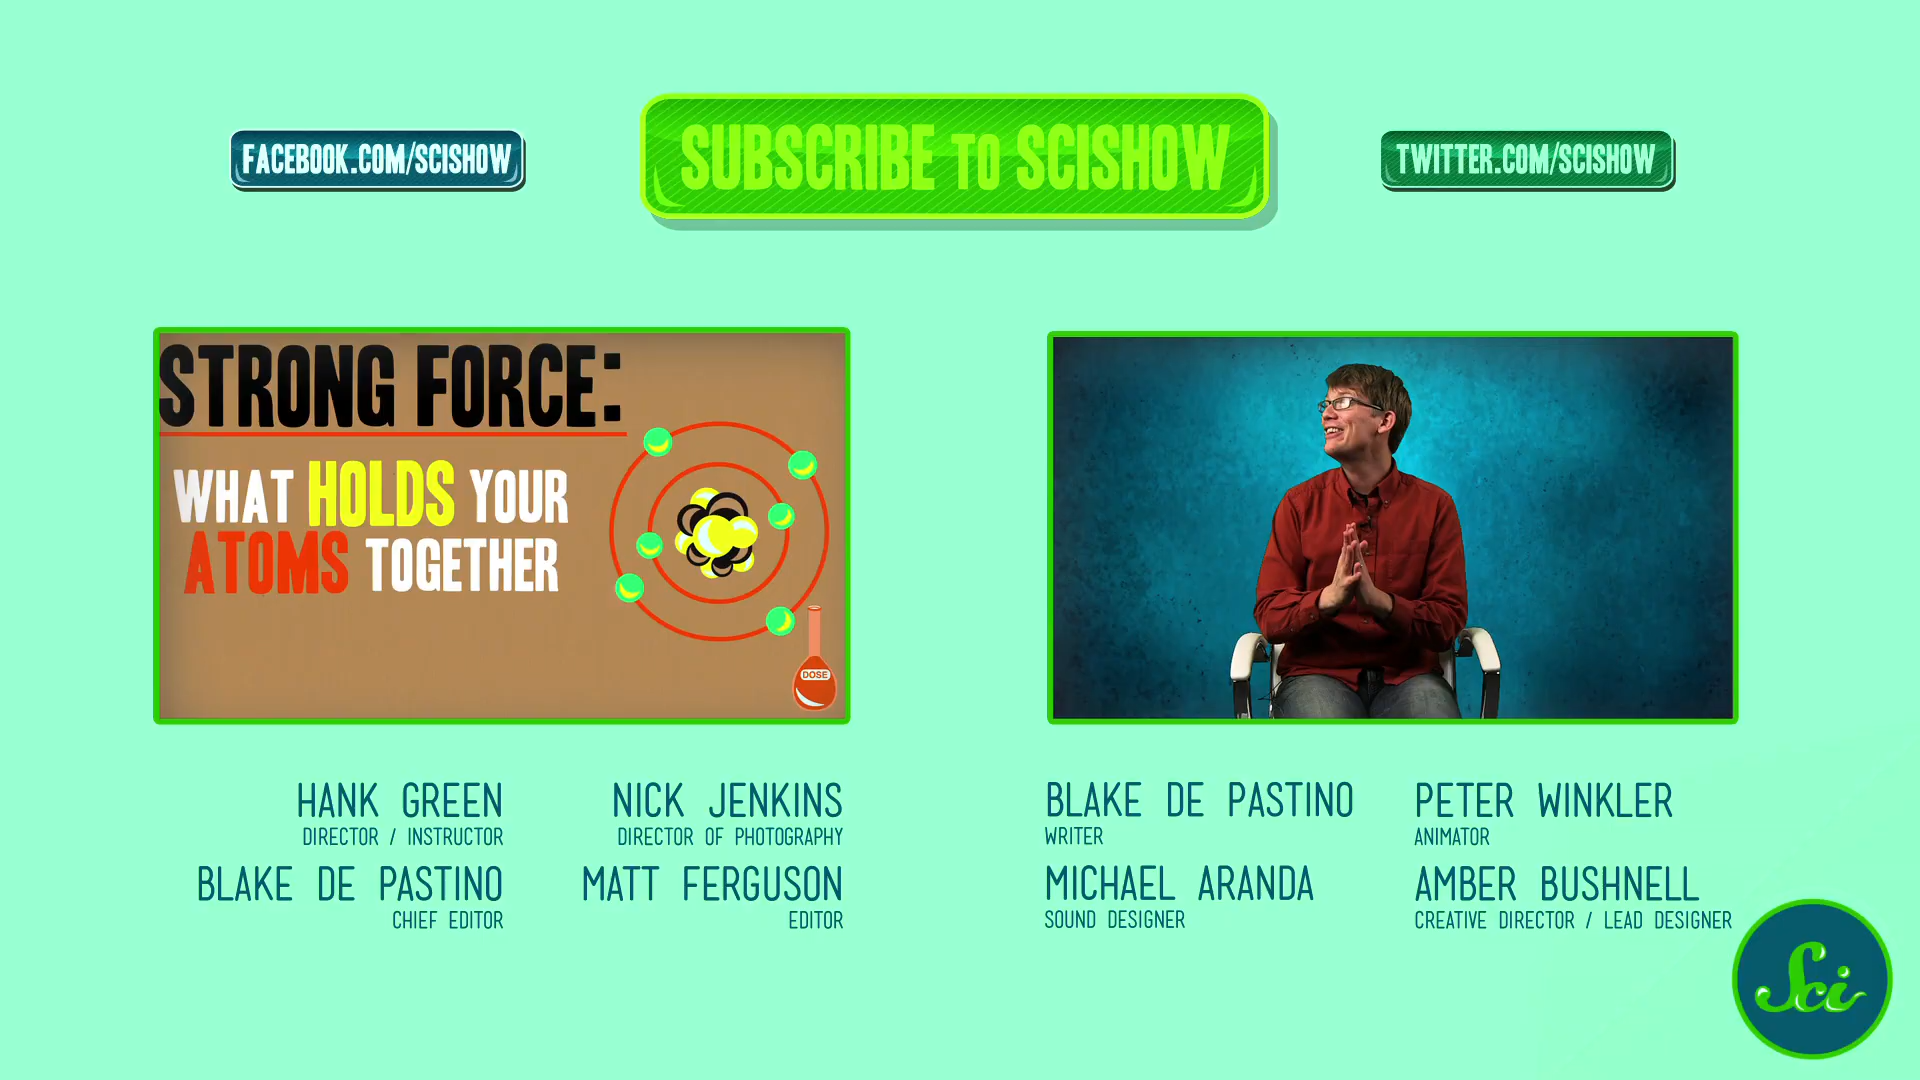 FACEBOOK.COM/SCISHOW
SUBSCRIBE TO SCISHOW
TWITTER.COM/SCISHOW
STRONG FORCE:
WHAT HOLDS YOUR
ATOMS TOGETHER
DOSE
HANK GREEN
DIRECTOR / INSTRUCTOR
NICK JENKINS
DIRECTOR OF PHOTOGRAPHY
BLAKE DE PASTINO
WRITER
PETER WINKLER
ANIMATOR
BLAKE DE PASTINO
CHIEF EDITOR
MATT FERGUSON
EDITOR
MICHAEL ARANDA
SOUND DESIGNER
AMBER BUSHNELL
CREATIVE DIRECTOR / LEAD DESIGNER
Sci